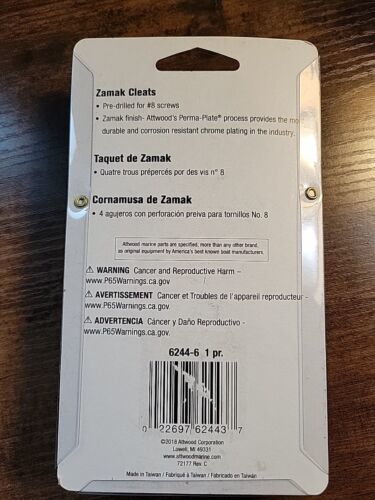 Zamak Cleats
• Pre-drilled for #8 screws
• Zamak finish- Attwood's Perma-Plate® process provides the mo
durable and corrosion resistant chrome plating in the industry.
Taquet de Zamak
• Quatre trous prépercés por des vis n° 8
Cornamusa de Zamak
• 4 agujeros con perforación preiva para tornillos No. 8
Attwood marine parts are specified, more than any other brand,
as original equipment by America's best known boat manufacturers.
⚠ WARNING Cancer and Reproductive Harm –
www.P65Warnings.ca.gov.
⚠ AVERTISSEMENT Cancer et Troubles de l'appareil reproducteur -
www.P65Warnings.ca.gov.
⚠ ADVERTENCIA Cáncer y Daño Reproductivo -
www.P65Warnings.ca.gov.
6244-6 1 pr.
0 22697 62443 7
©2018 Attwood Corporation
Lowell, MI 49331
www.attwoodmarine.com
72177 Rev. C
Made in Taiwan / Fabriqué à Taiwan / Fabricado en Taiwán